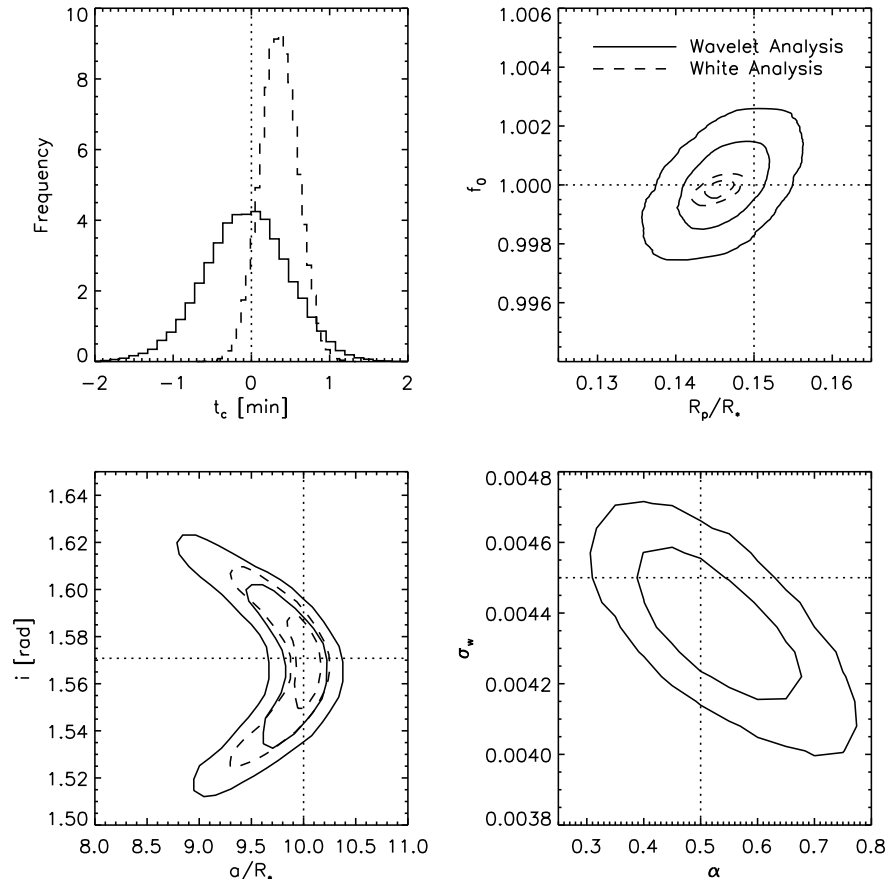 10
8
6
4
2
0
Frequency
−2 −1 0 1 2
t_c [min]
1.006
1.004
1.002
1.000
0.998
0.996
f_0
Wavelet Analysis
White Analysis
0.13 0.14 0.15 0.16
R_p/R_*
1.64
1.62
1.60
1.58
1.56
1.54
1.52
1.50
i [rad]
8.0 8.5 9.0 9.5 10.0 10.5 11.0
a/R_*
0.0048
0.0046
0.0044
0.0042
0.0040
0.0038
σ_w
0.3 0.4 0.5 0.6 0.7 0.8
α